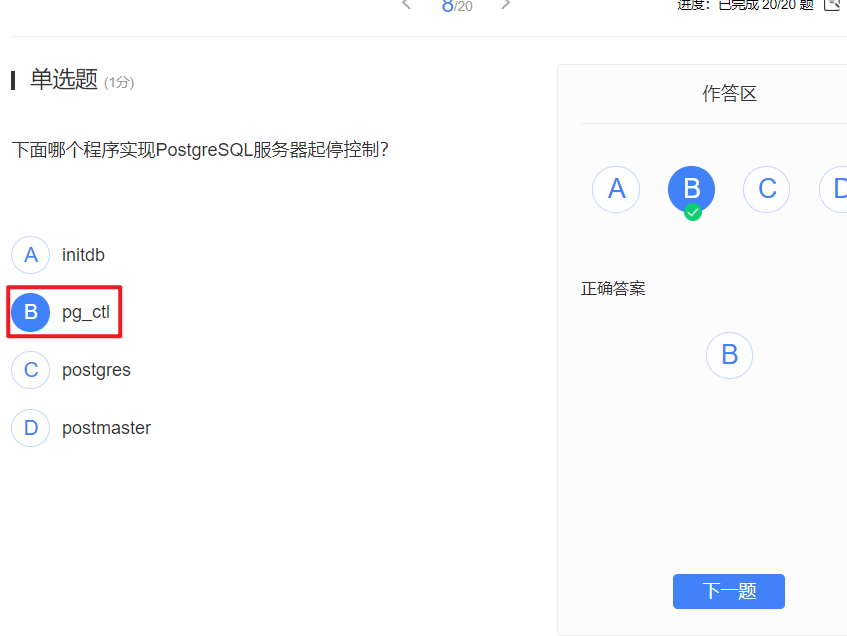 8/20
进度：已完成 20/20 题
单选题 (1分)
下面哪个程序实现PostgreSQL服务器起停控制?
A initdb
B pg_ctl
C postgres
D postmaster
作答区
A B C D
正确答案
B
下一题